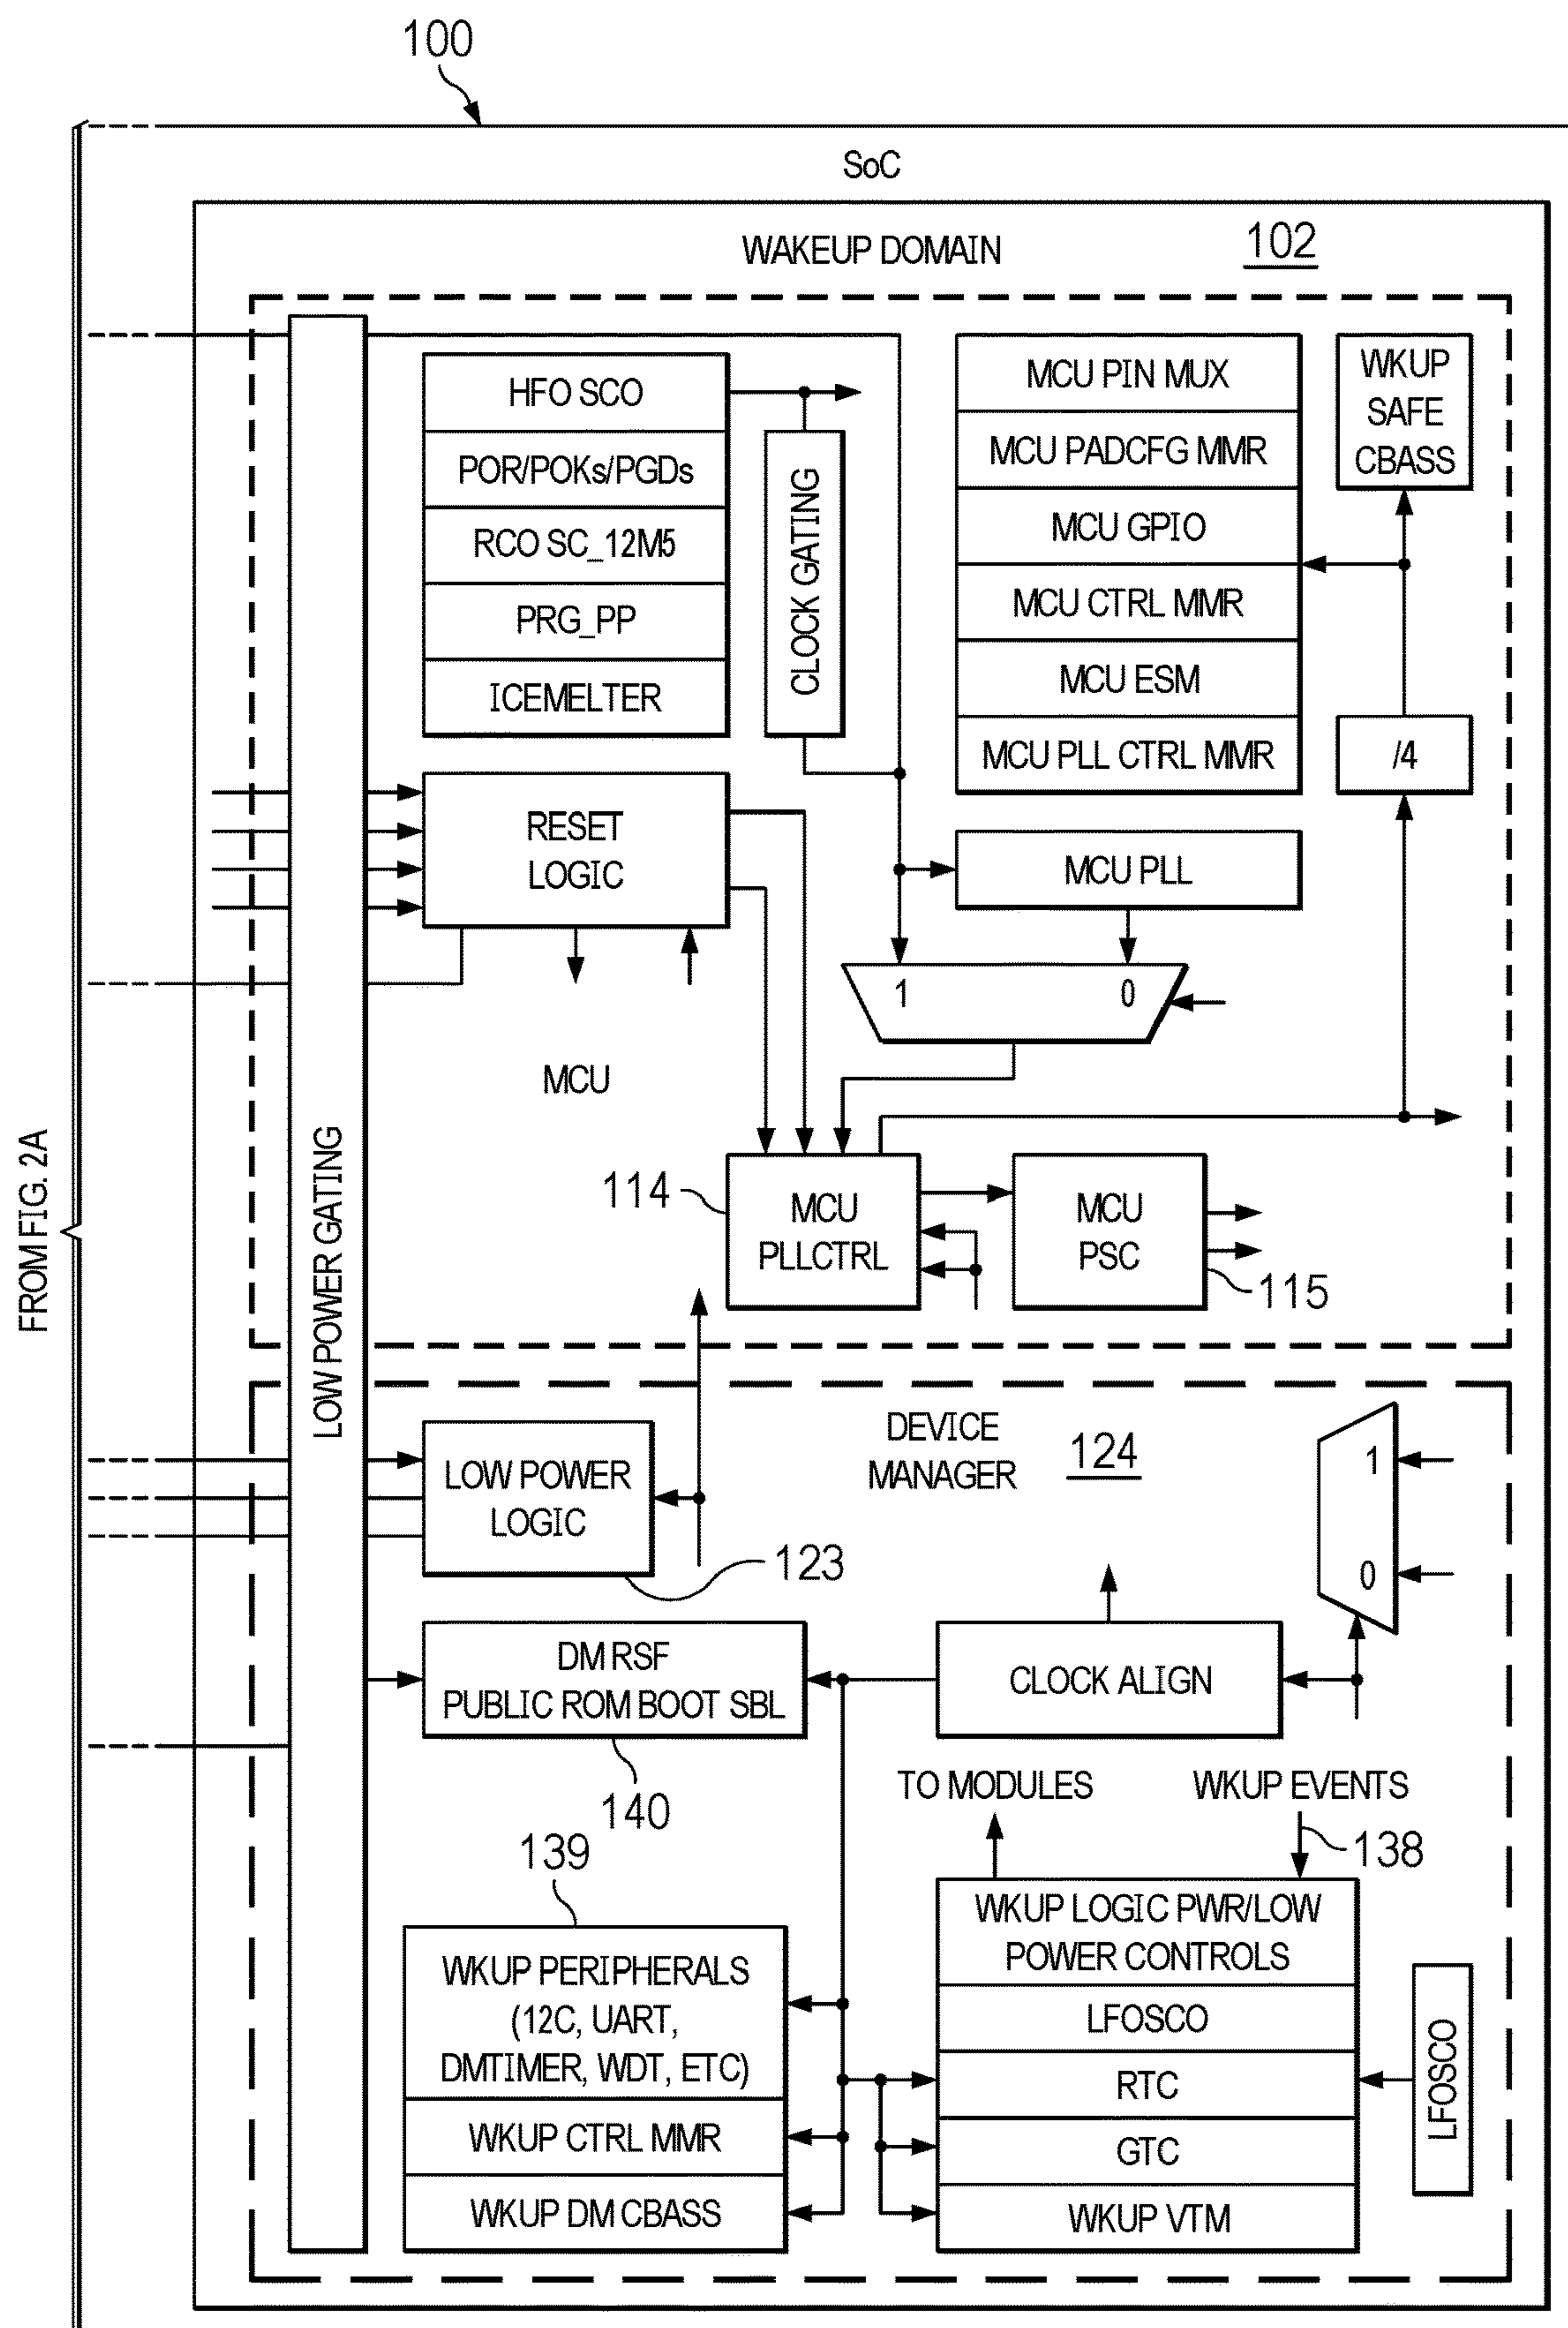 100
SoC
WAKEUP DOMAIN
102
HFO SCO
POR/POKs/PGDs
RCO SC_12M5
PRG_PP
ICEMELTER
CLOCK GATING
MCU PIN MUX
MCU PADCFG MMR
MCU GPIO
MCU CTRL MMR
MCU ESM
MCU PLL CTRL MMR
WKUP
SAFE
CBASS
/4
RESET
LOGIC
MCU PLL
1
0
MCU
FROM FIG. 2A
LOW POWER GATING
114
MCU
PLLCTRL
MCU
PSC
115
DEVICE
MANAGER
124
1
0
LOW POWER
LOGIC
123
DM RSF
PUBLIC ROM BOOT SBL
140
CLOCK ALIGN
TO MODULES
WKUP EVENTS
138
139
WKUP PERIPHERALS
(12C, UART,
DMTIMER, WDT, ETC)
WKUP CTRL MMR
WKUP DM CBASS
WKUP LOGIC PWR/LOW
POWER CONTROLS
LFOSCO
RTC
GTC
WKUP VTM
LFOSCO